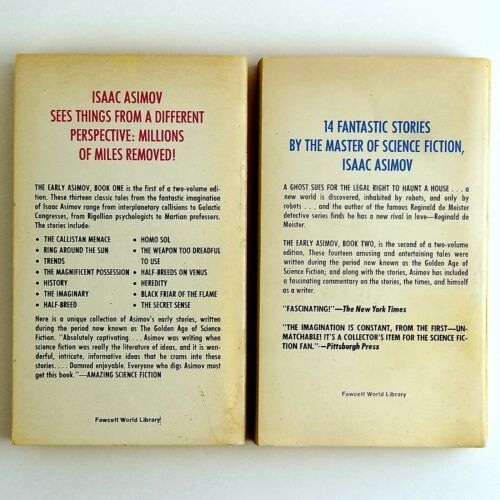 ISAAC ASIMOV
SEES THINGS FROM A DIFFERENT
PERSPECTIVE: MILLIONS
OF MILES REMOVED!
THE EARLY ASIMOV, BOOK ONE is the first of a two-volume edi-
tion. These thirteen classic tales from the fantastic imagination
of Isaac Asimov range from interplanetary collisions to Galactic
Congresses, from Rigellian psychologists to Martian professors.
The stories include:
• THE CALLISTAN MENACE
• RING AROUND THE SUN
• TRENDS
• THE MAGNIFICENT POSSESSION
• HISTORY
• THE IMAGINARY
• HALF-BREED
• HOMO SOL
• THE WEAPON TOO DREADFUL
TO USE
• HALF-BREEDS ON VENUS
• HEREDITY
• BLACK FRIAR OF THE FLAME
• THE SECRET SENSE
Here is a unique collection of Asimov's early stories, written
during the period now known as The Golden Age of Science
Fiction. "Absolutely captivating. . . . Asimov was writing when
science fiction was really the literature of ideas, and it is won-
derful, intricate, informative ideas that he crams into these
stories. . . . Damned enjoyable. Everyone who digs Asimov must
get this book."—AMAZING SCIENCE FICTION
Fawcett World Library
14 FANTASTIC STORIES
BY THE MASTER OF SCIENCE FICTION,
ISAAC ASIMOV
A GHOST SUES FOR THE LEGAL RIGHT TO HAUNT A HOUSE . . . a
new world is discovered, inhabited by robots, and only by
robots . . . and the author of the famous Reginald de Meister
detective series finds he has a new rival in love—Reginald de
Meister.
THE EARLY ASIMOV, BOOK TWO, is the second of a two-volume
edition. These fourteen amusing and entertaining tales were
written during the period now known as the Golden Age of
Science Fiction; and along with the stories, Asimov has included
a fascinating commentary on the stories, the times, and himself
as a writer.
"FASCINATING!"—The New York Times
"THE IMAGINATION IS CONSTANT, FROM THE FIRST—UN-
MATCHABLE! IT'S A COLLECTOR'S ITEM FOR THE SCIENCE FIC-
TION FAN."—Pittsburgh Press
Fawcett World Library